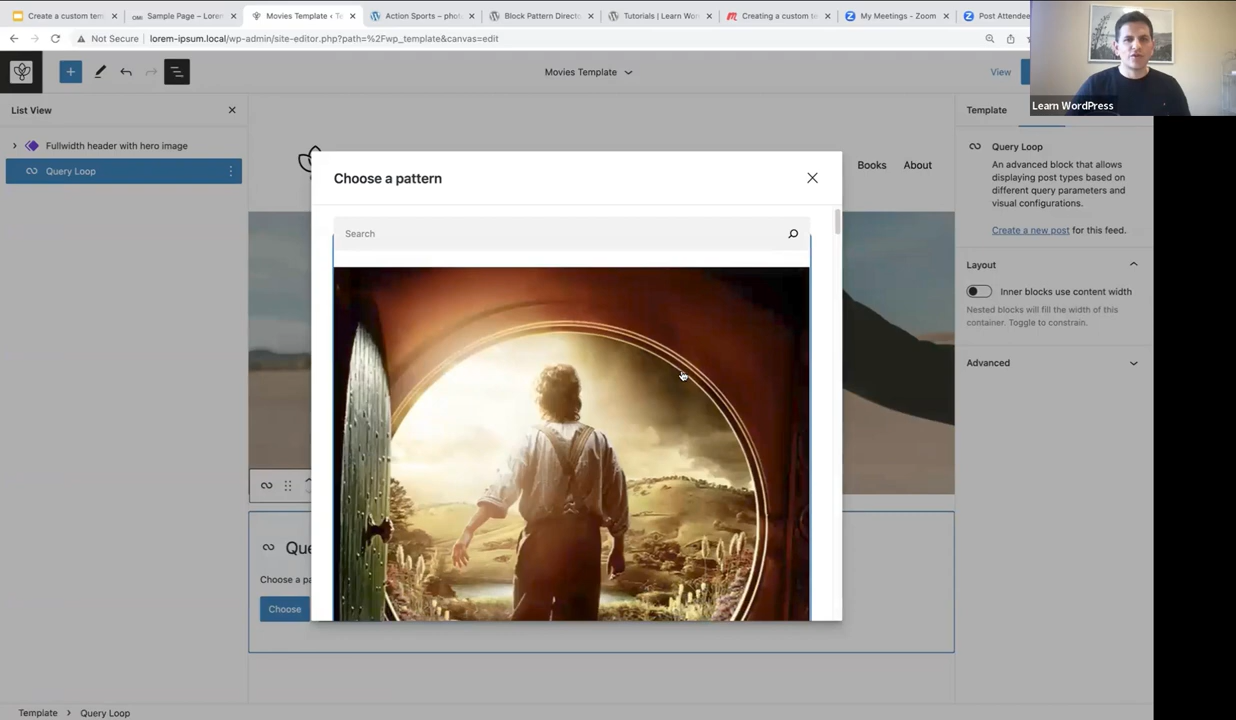 Create a custom tem
Sample Page – Lorem
Movies Template ‹ Te
Action Sports – phot
Block Pattern Direct
Tutorials | Learn Wor
Creating a custom te
My Meetings - Zoom
Post Attendee
Not Secure lorem-ipsum.local/wp-admin/site-editor.php?path=%2Fwp_template&canvas=edit
Movies Template
View
Learn WordPress
List View
Template
Fullwidth header with hero image
Query Loop
Books
About
Choose a pattern
Search
Query Loop
An advanced block that allows
displaying post types based on
different query parameters and
visual configurations.
Create a new post for this feed.
Layout
Inner blocks use content width
Nested blocks will fill the width of this
container. Toggle to constrain.
Advanced
Que
Choose a pa
Choose
Template > Query Loop